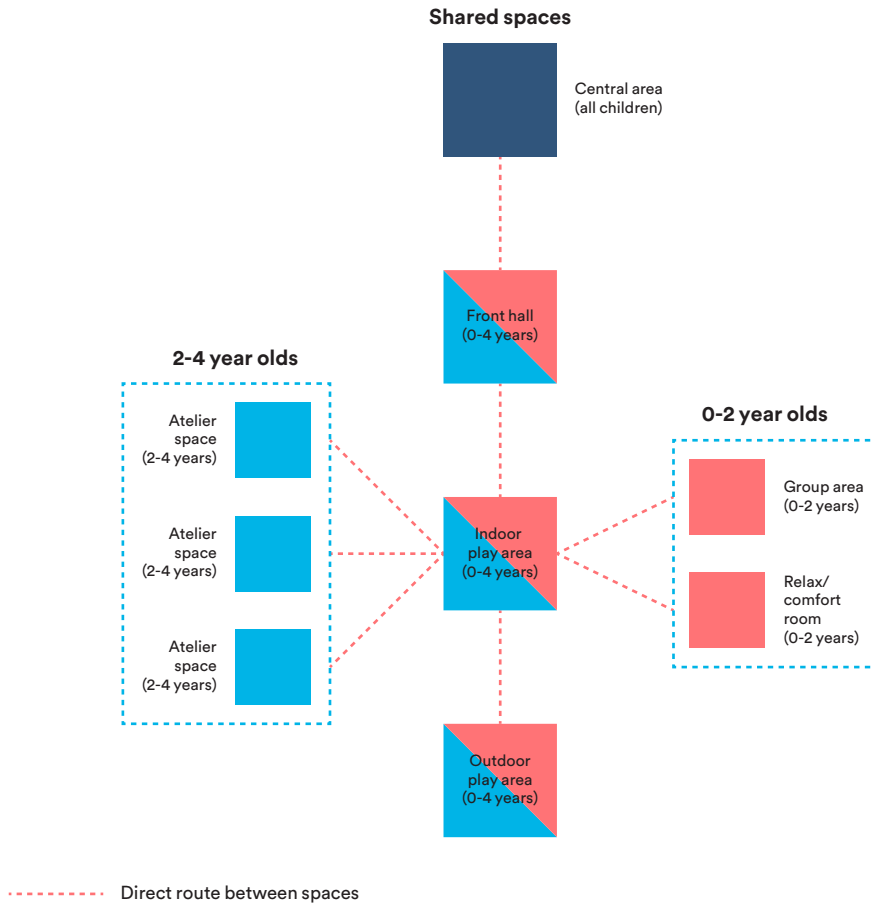 Shared spaces
Central area
(all children)
Front hall
(0-4 years)
2-4 year olds
Atelier
space
(2-4 years)
Atelier
space
(2-4 years)
Atelier
space
(2-4 years)
Indoor
play area
(0-4 years)
0-2 year olds
Group area
(0-2 years)
Relax/
comfort
room
(0-2 years)
Outdoor
play area
(0-4 years)
Direct route between spaces